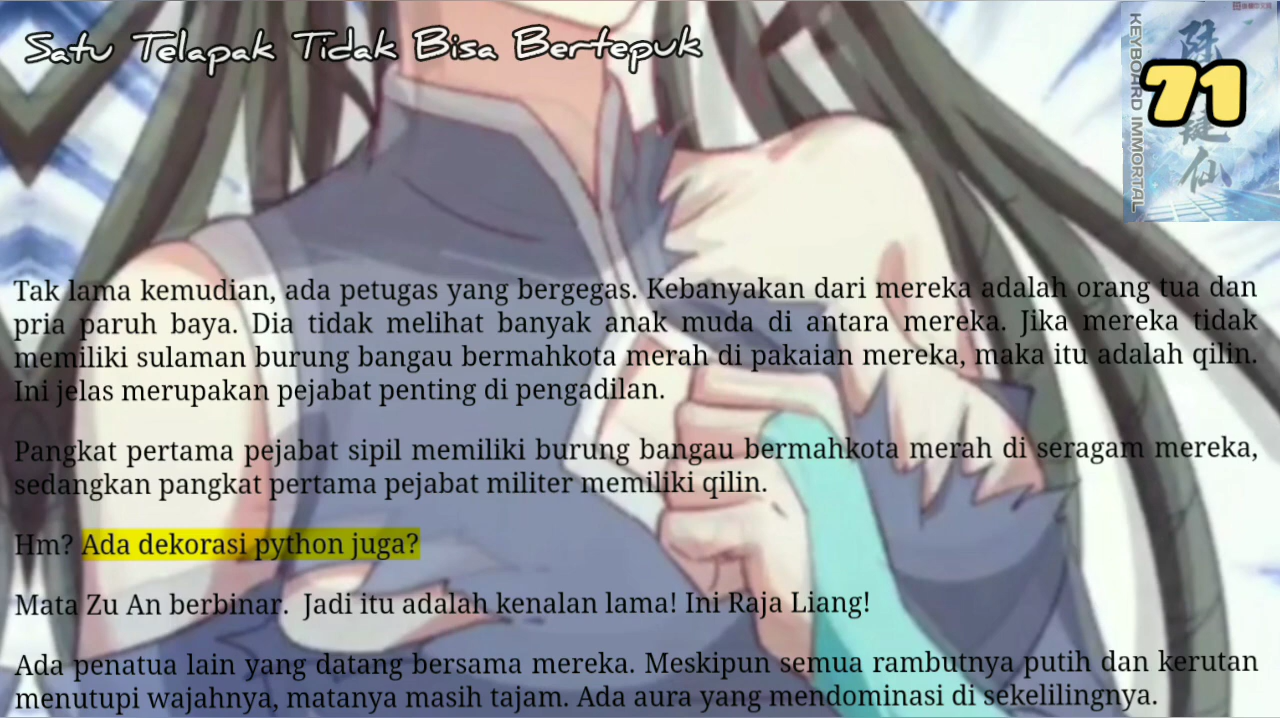 Satu Telapak Tidak Bisa Bertepuk
71
KEYBOARD IMMORTAL
Tak lama kemudian, ada petugas yang bergegas. Kebanyakan dari mereka adalah orang tua dan
pria paruh baya. Dia tidak melihat banyak anak muda di antara mereka. Jika mereka tidak
memiliki sulaman burung bangau bermahkota merah di pakaian mereka, maka itu adalah qilin.
Ini jelas merupakan pejabat penting di pengadilan.
Pangkat pertama pejabat sipil memiliki burung bangau bermahkota merah di seragam mereka,
sedangkan pangkat pertama pejabat militer memiliki qilin.
Hm? Ada dekorasi python juga?
Mata Zu An berbinar.  Jadi itu adalah kenalan lama! Ini Raja Liang!
Ada penatua lain yang datang bersama mereka. Meskipun semua rambutnya putih dan kerutan
menutupi wajahnya, matanya masih tajam. Ada aura yang mendominasi di sekelilingnya.